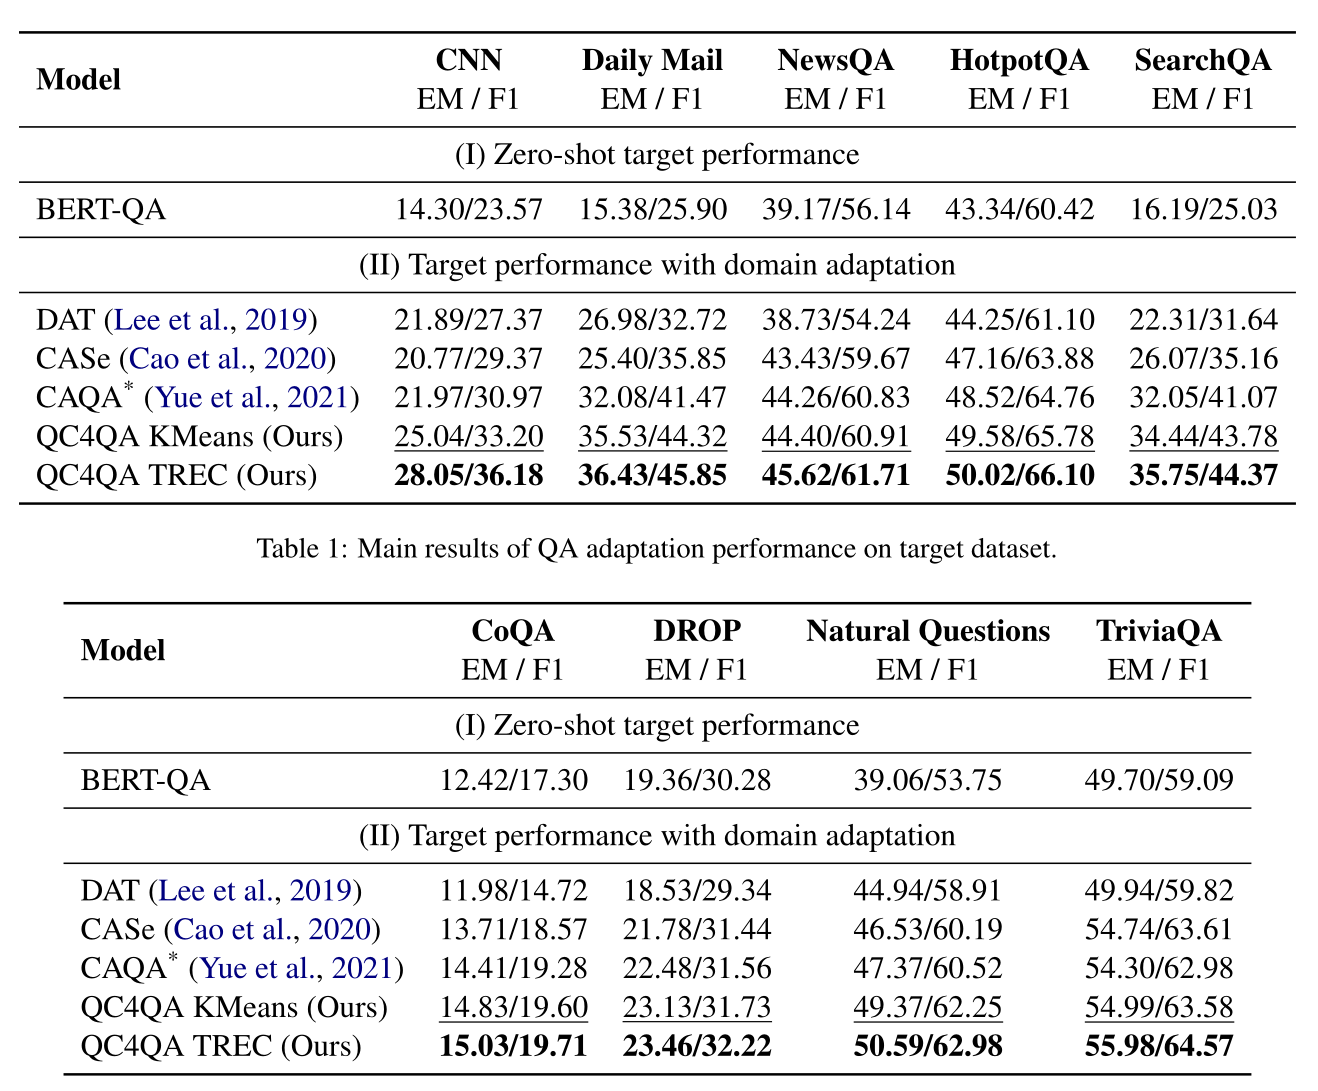 Model CNN Daily Mail NewsQA HotpotQA SearchQA
EM / F1 EM / F1 EM / F1 EM / F1 EM / F1
(I) Zero-shot target performance
BERT-QA 14.30/23.57 15.38/25.90 39.17/56.14 43.34/60.42 16.19/25.03
(II) Target performance with domain adaptation
DAT (Lee et al., 2019) 21.89/27.37 26.98/32.72 38.73/54.24 44.25/61.10 22.31/31.64
CASe (Cao et al., 2020) 20.77/29.37 25.40/35.85 43.43/59.67 47.16/63.88 26.07/35.16
CAQA* (Yue et al., 2021) 21.97/30.97 32.08/41.47 44.26/60.83 48.52/64.76 32.05/41.07
QC4QA KMeans (Ours) 25.04/33.20 35.53/44.32 44.40/60.91 49.58/65.78 34.44/43.78
QC4QA TREC (Ours) 28.05/36.18 36.43/45.85 45.62/61.71 50.02/66.10 35.75/44.37
Table 1: Main results of QA adaptation performance on target dataset.
Model CoQA DROP Natural Questions TriviaQA
EM / F1 EM / F1 EM / F1 EM / F1
(I) Zero-shot target performance
BERT-QA 12.42/17.30 19.36/30.28 39.06/53.75 49.70/59.09
(II) Target performance with domain adaptation
DAT (Lee et al., 2019) 11.98/14.72 18.53/29.34 44.94/58.91 49.94/59.82
CASe (Cao et al., 2020) 13.71/18.57 21.78/31.44 46.53/60.19 54.74/63.61
CAQA* (Yue et al., 2021) 14.41/19.28 22.48/31.56 47.37/60.52 54.30/62.98
QC4QA KMeans (Ours) 14.83/19.60 23.13/31.73 49.37/62.25 54.99/63.58
QC4QA TREC (Ours) 15.03/19.71 23.46/32.22 50.59/62.98 55.98/64.57